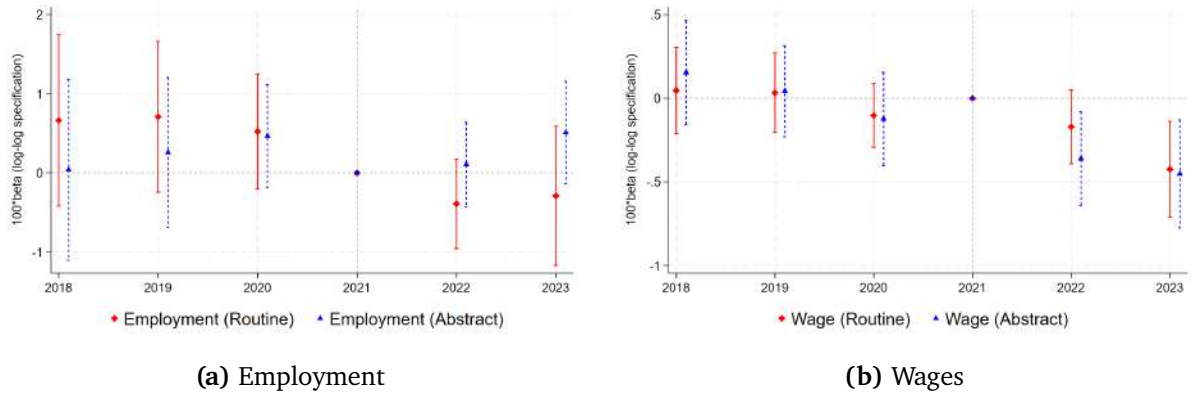 100*beta (log-log specification)
2
1
0
-1
2018 2019 2020 2021 2022 2023
Employment (Routine) Employment (Abstract)
(a) Employment
100*beta (log-log specification)
.5
0
-.5
-1
2018 2019 2020 2021 2022 2023
Wage (Routine) Wage (Abstract)
(b) Wages